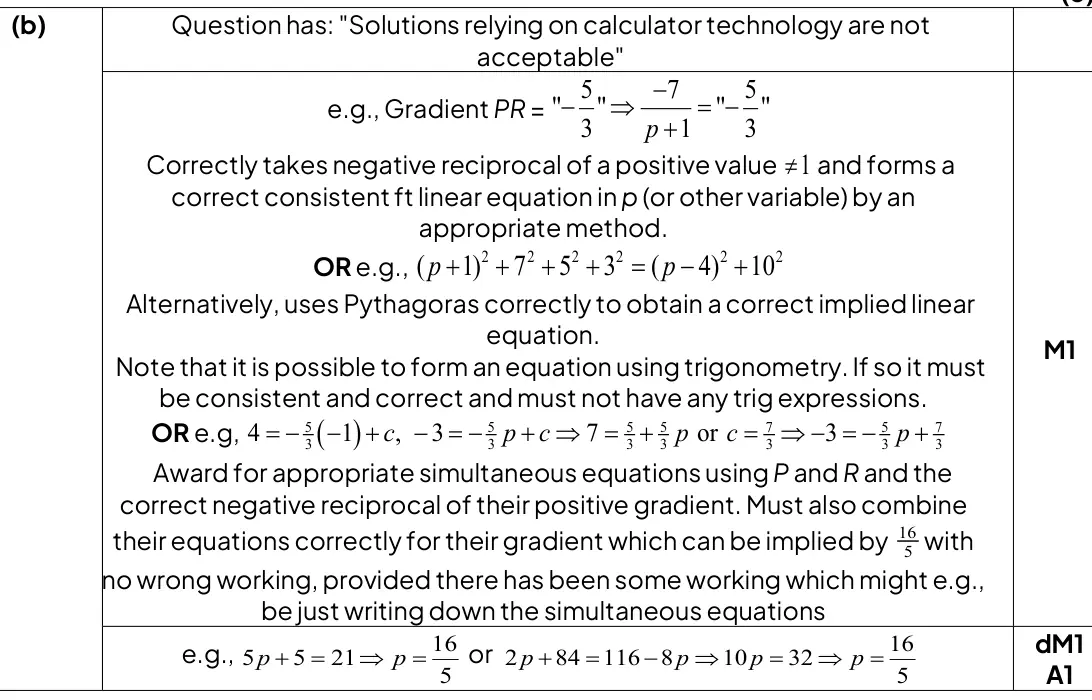 (b) Question has: "Solutions relying on calculator technology are not
acceptable"
e.g., Gradient PR = "−5/3" ⇒ −7/(p+1) = "−5/3"
Correctly takes negative reciprocal of a positive value ≠1 and forms a
correct consistent ft linear equation in p (or other variable) by an
appropriate method.
OR e.g., (p+1)² + 7² + 5² + 3² = (p−4)² + 10²
Alternatively, uses Pythagoras correctly to obtain a correct implied linear
equation.
Note that it is possible to form an equation using trigonometry. If so it must
be consistent and correct and must not have any trig expressions.
M1
OR e.g, 4 = −5/3(−1) + c, −3 = −5/3 p + c ⇒ 7 = 5/3 + 5/3 p or c = 7/3 ⇒ −3 = −5/3 p + 7/3
Award for appropriate simultaneous equations using P and R and the
correct negative reciprocal of their positive gradient. Must also combine
their equations correctly for their gradient which can be implied by 16/5 with
no wrong working, provided there has been some working which might e.g.,
be just writing down the simultaneous equations
e.g., 5p + 5 = 21 ⇒ p = 16/5 or 2p + 84 = 116 − 8p ⇒ 10p = 32 ⇒ p = 16/5
dM1
A1